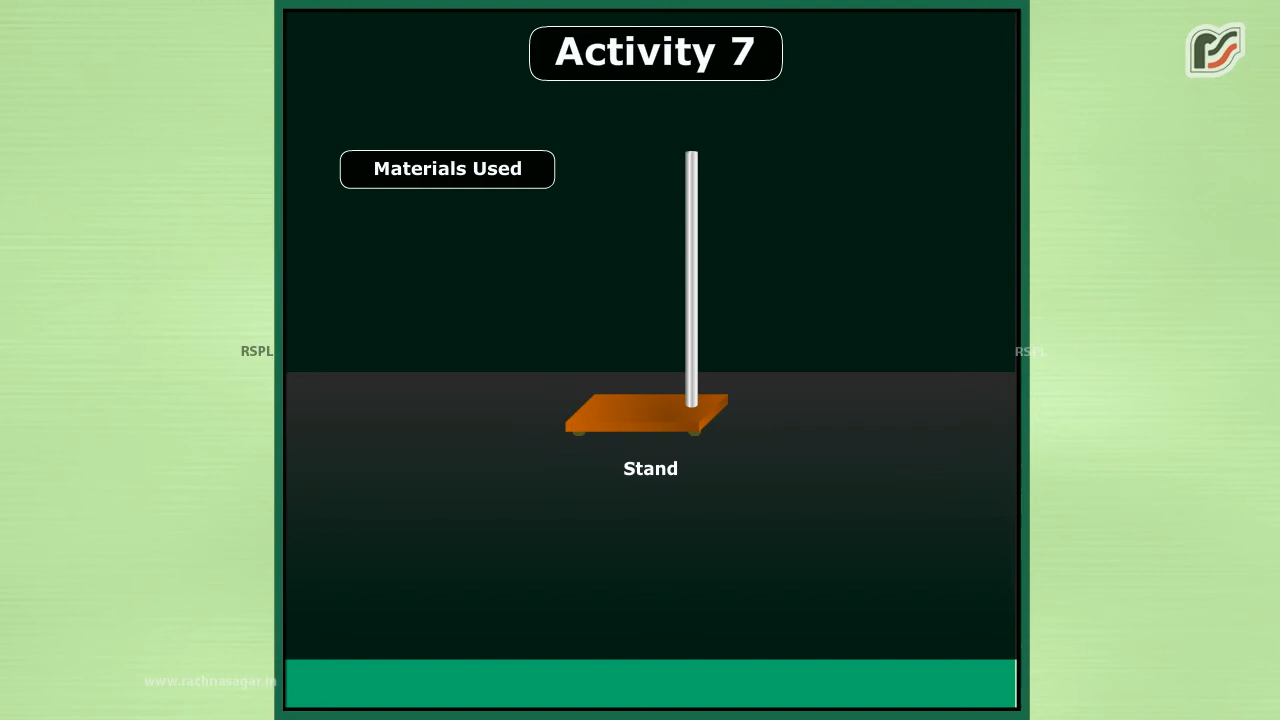 Activity 7
Materials Used
RSPL
RSPL
Stand
www.rachnasagar.in